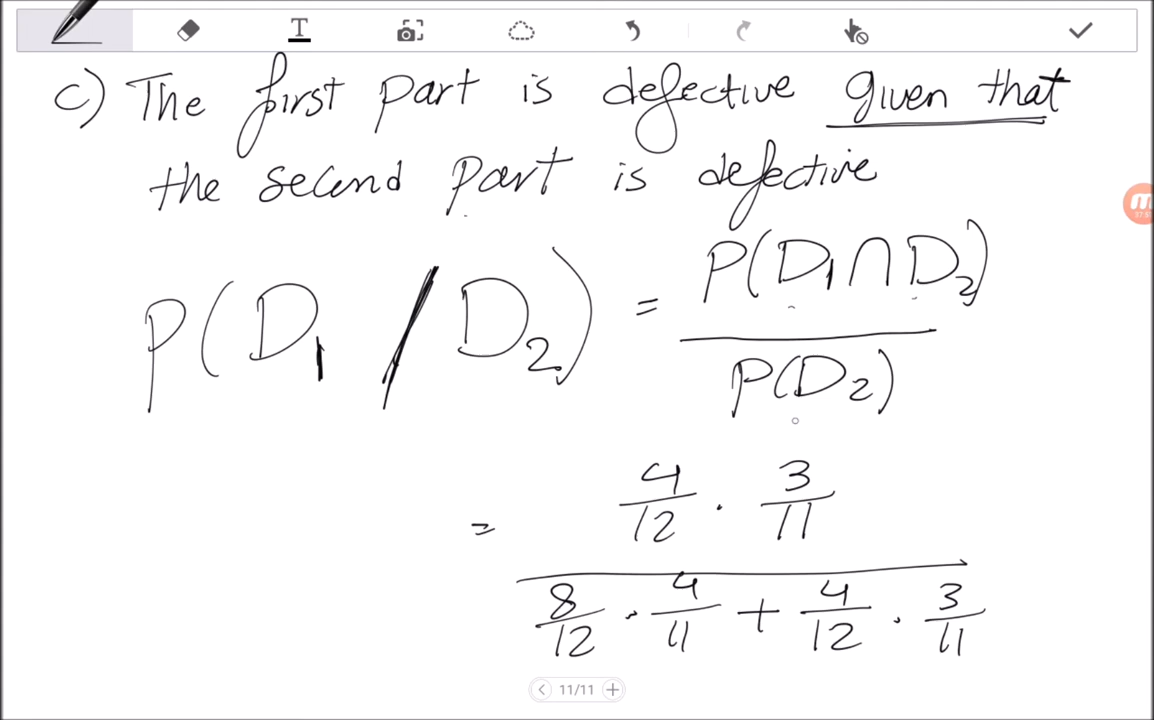 c) The first part is defective given that
the second part is defective
P(D₁ / D₂) = P(D₁ ∩ D₂) / P(D₂)
= (4/12 · 3/11) / (8/12 · 4/11 + 4/12 · 3/11)
11/11